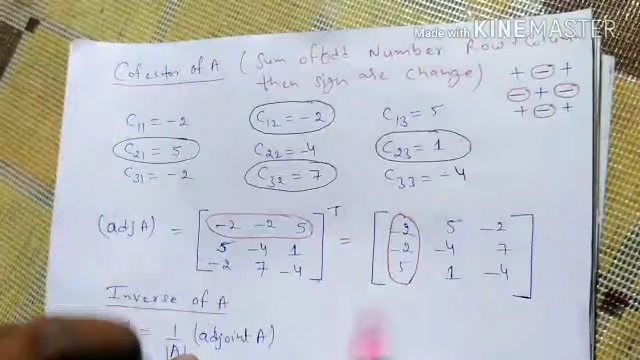 Made with KINEMASTER
Cofactor of A ( Sum of odd Number Row + Column
then sign are change)
+ - +
- + -
+ - +
C11 = -2 C12 = -2 C13 = 5
C21 = 5 C22 = -4 C23 = 1
C31 = -2 C32 = 7 C33 = -4
(adj A) = [ -2 -2 5 ]T = [ -2 5 -2 ]
5 -4 1 -2 -4 7
-2 7 -4 5 1 -4
Inverse of A
= 1/|A| (adjoint A)